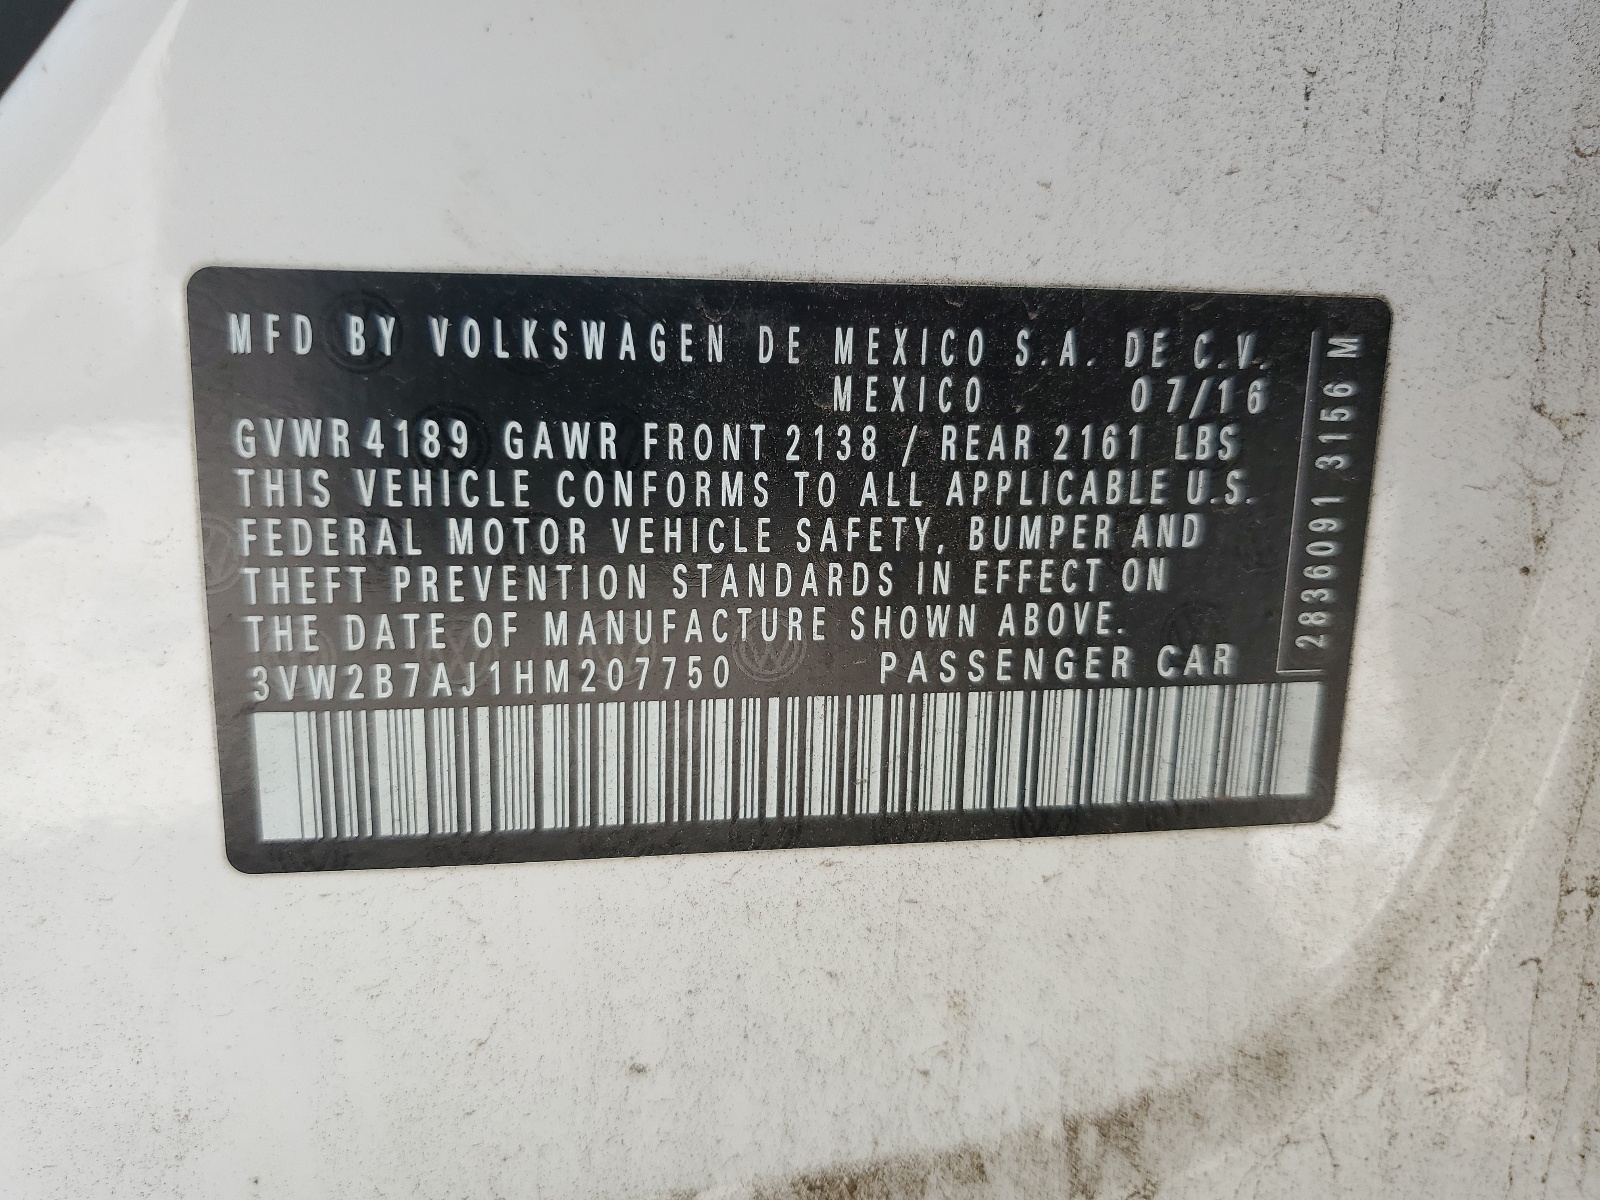 MFD BY VOLKSWAGEN DE MEXICO S.A. DE C.V.
MEXICO 07/16
GVWR 4189 GAWR FRONT 2138 / REAR 2161 LBS
THIS VEHICLE CONFORMS TO ALL APPLICABLE U.S.
FEDERAL MOTOR VEHICLE SAFETY, BUMPER AND
THEFT PREVENTION STANDARDS IN EFFECT ON
THE DATE OF MANUFACTURE SHOWN ABOVE.
3VW2B7AJ1HM207750 PASSENGER CAR
2836091 3156 M